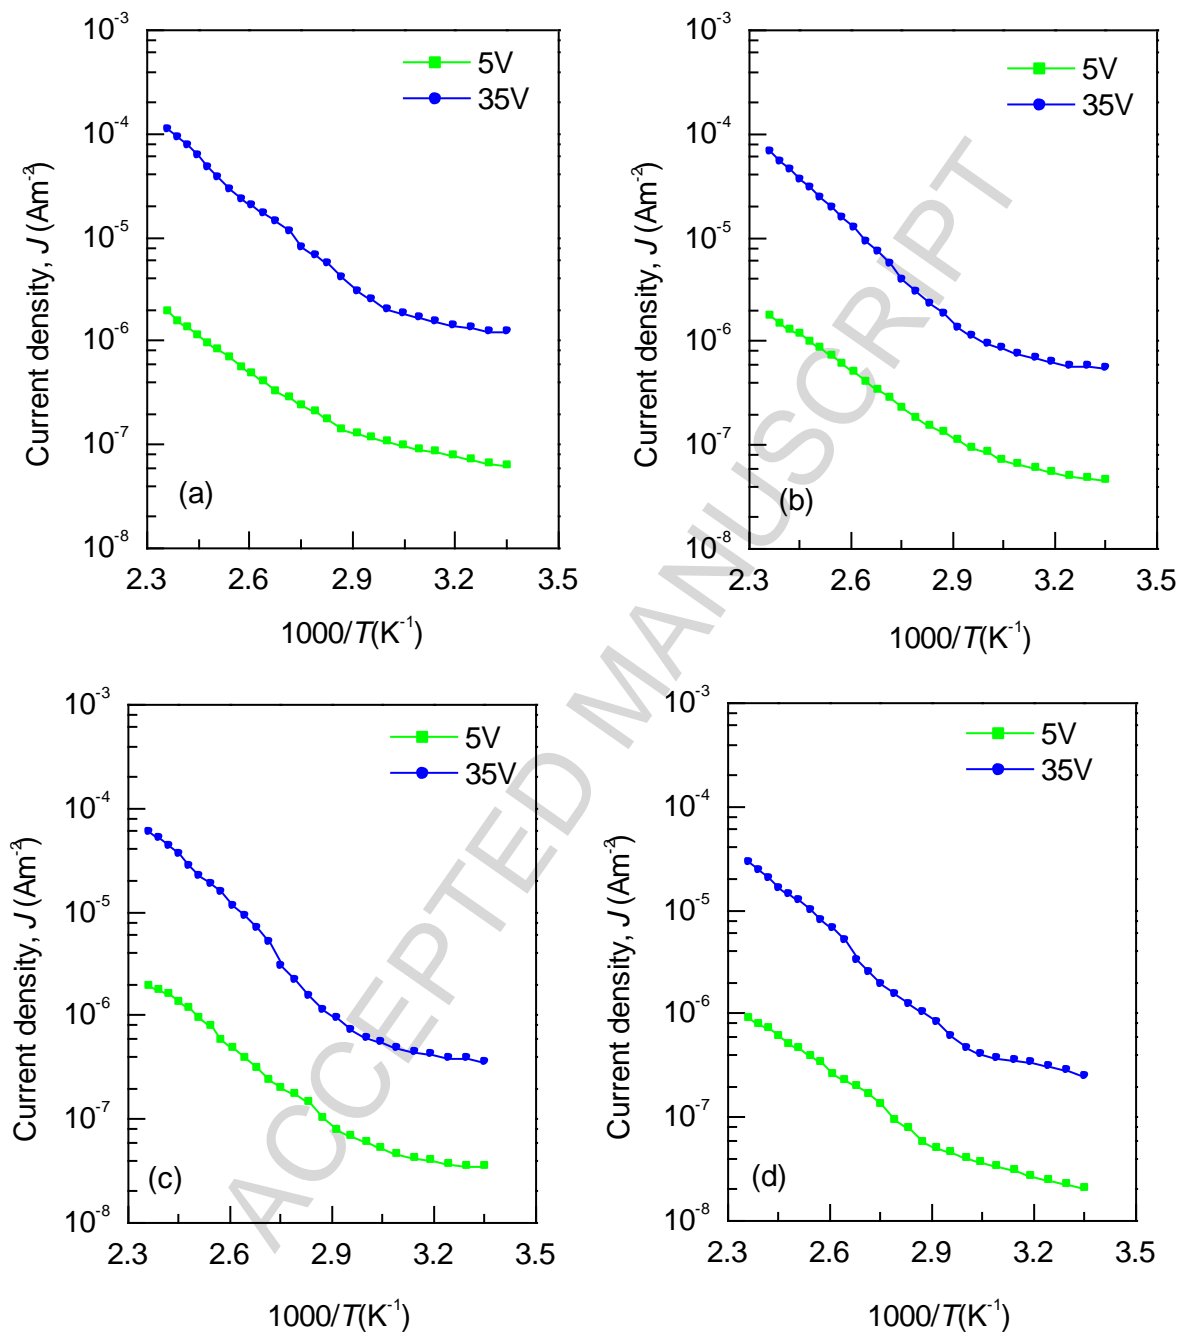 10⁻³
10⁻⁴
10⁻⁵
10⁻⁶
10⁻⁷
10⁻⁸
Current density, J (Am⁻²)
5V
35V
(a)
2.3 2.6 2.9 3.2 3.5
1000/T(K⁻¹)
10⁻³
10⁻⁴
10⁻⁵
10⁻⁶
10⁻⁷
10⁻⁸
Current density, J (Am⁻²)
5V
35V
(b)
2.3 2.6 2.9 3.2 3.5
1000/T(K⁻¹)
10⁻³
10⁻⁴
10⁻⁵
10⁻⁶
10⁻⁷
10⁻⁸
Current density, J (Am⁻²)
5V
35V
(c)
2.3 2.6 2.9 3.2 3.5
1000/T(K⁻¹)
10⁻³
10⁻⁴
10⁻⁵
10⁻⁶
10⁻⁷
10⁻⁸
Current density, J (Am⁻²)
5V
35V
(d)
2.3 2.6 2.9 3.2 3.5
1000/T(K⁻¹)
ACCEPTED MANUSCRIPT